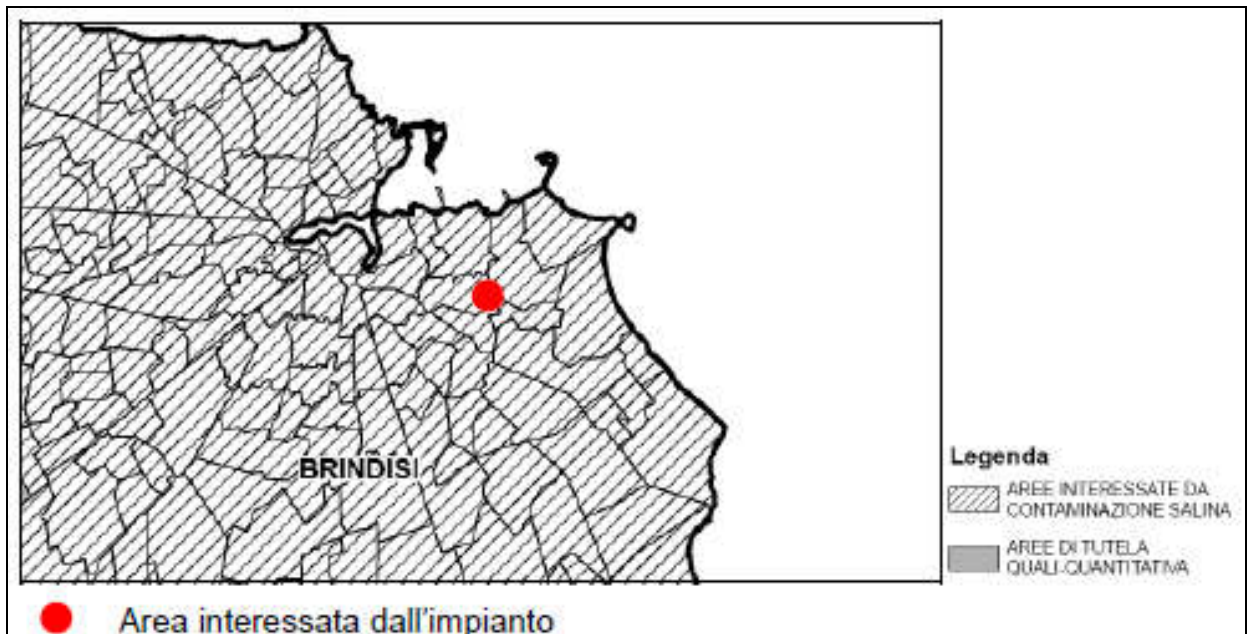 BRINDISI
Legenda
AREE INTERESSATE DA
CONTAMINAZIONE SALINA
AREE DI TUTELA
QUALI-QUANTITATIVA
Area interessata dall'impianto